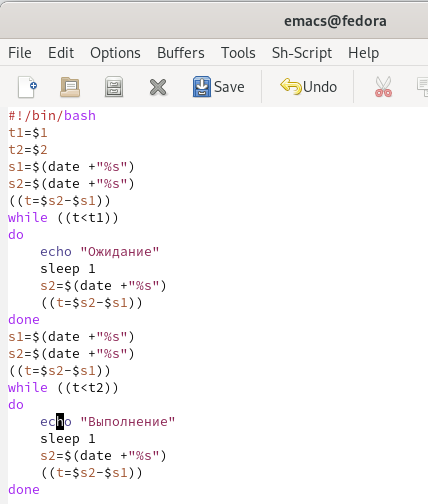 emacs@fedora
File Edit Options Buffers Tools Sh-Script Help
Save Undo
#!/bin/bash
t1=$1
t2=$2
s1=$(date +"%s")
s2=$(date +"%s")
((t=$s2-$s1))
while ((t<t1))
do
    echo "Ожидание"
    sleep 1
    s2=$(date +"%s")
    ((t=$s2-$s1))
done
s1=$(date +"%s")
s2=$(date +"%s")
((t=$s2-$s1))
while ((t<t2))
do
    echo "Выполнение"
    sleep 1
    s2=$(date +"%s")
    ((t=$s2-$s1))
done